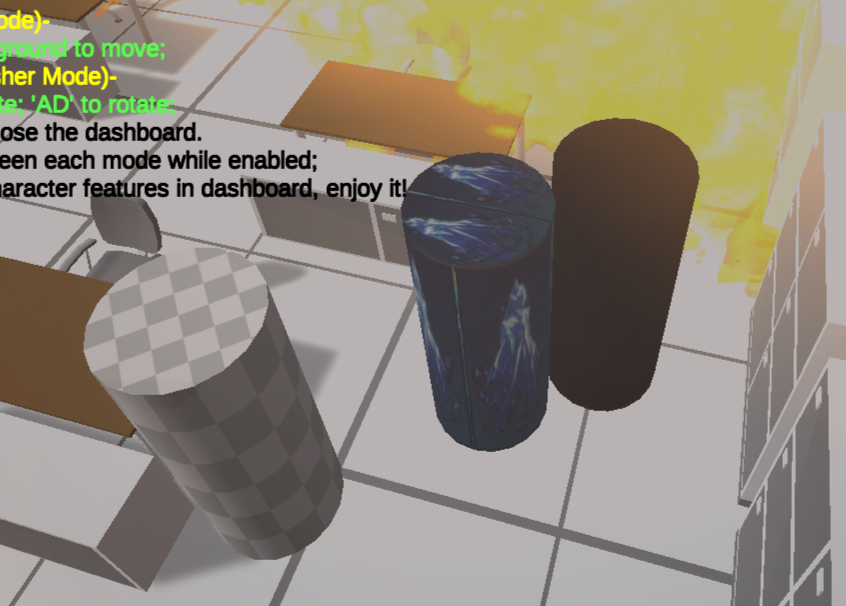 ode)-
ground to move;
sher Mode)-
te; 'AD' to rotate;
ose the dashboard.
een each mode while enabled;
haracter features in dashboard, enjoy it!